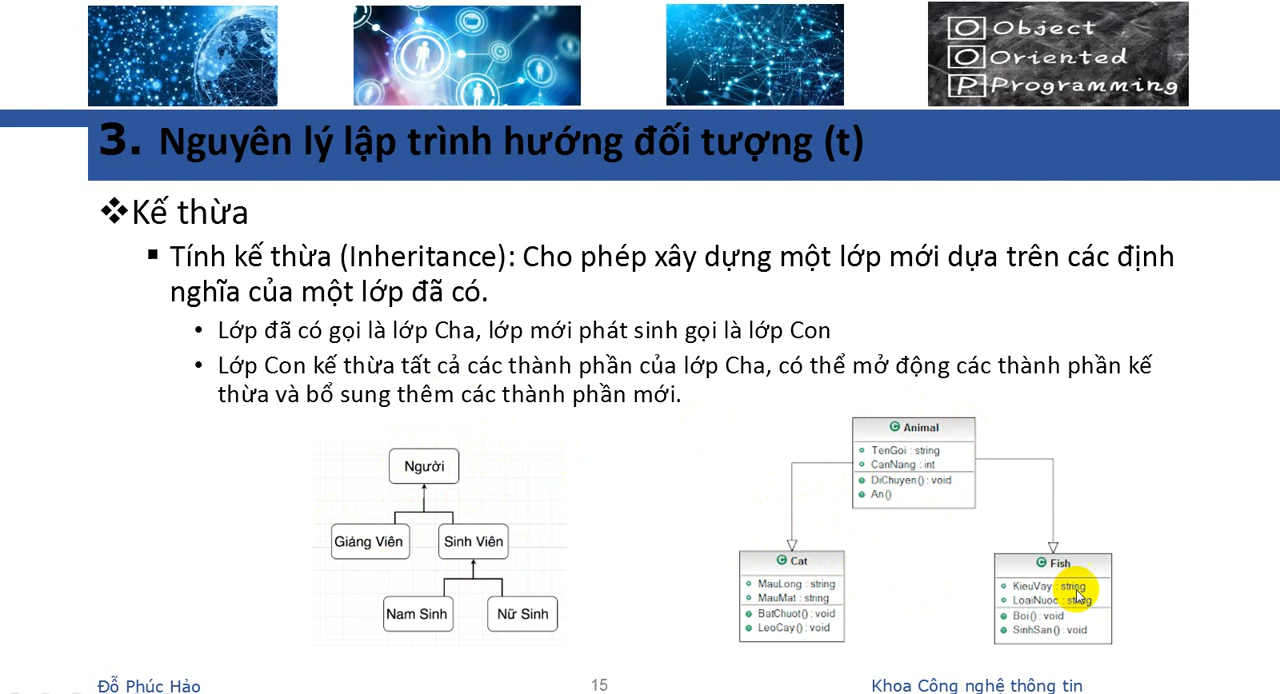 Object
Oriented
Programming
3. Nguyên lý lập trình hướng đối tượng (t)
Kế thừa
Tính kế thừa (Inheritance): Cho phép xây dựng một lớp mới dựa trên các định
nghĩa của một lớp đã có.
Lớp đã có gọi là lớp Cha, lớp mới phát sinh gọi là lớp Con
Lớp Con kế thừa tất cả các thành phần của lớp Cha, có thể mở động các thành phần kế
thừa và bổ sung thêm các thành phần mới.
Người
Giảng Viên
Sinh Viên
Nam Sinh
Nữ Sinh
C Animal
TenGoi : string
CanNang : int
DiChuyen() : void
An()
C Cat
MauLong : string
MauMat : string
BatChuot() : void
LeoCay() : void
C Fish
KieuVay : string
LoaiNuoc : string
Boi() : void
SinhSan() : void
Đỗ Phúc Hảo
15
Khoa Công nghệ thông tin